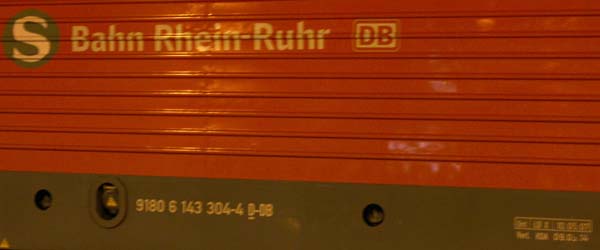 S Bahn Rhein-Ruhr DB
9180 6 143 304-4 D-DB